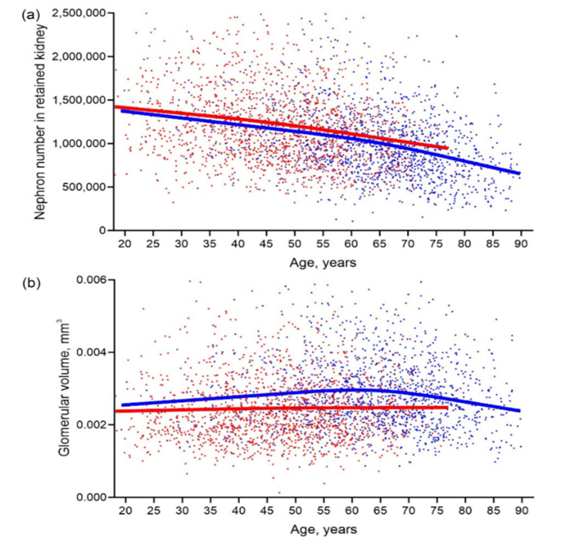 (a)
Nephron number in retained kidney
2,500,000
2,000,000
1,500,000
1,000,000
500,000
0
20 25 30 35 40 45 50 55 60 65 70 75 80 85 90
Age, years
(b)
Glomerular volume, mm³
0.006
0.004
0.002
0.000
20 25 30 35 40 45 50 55 60 65 70 75 80 85 90
Age, years